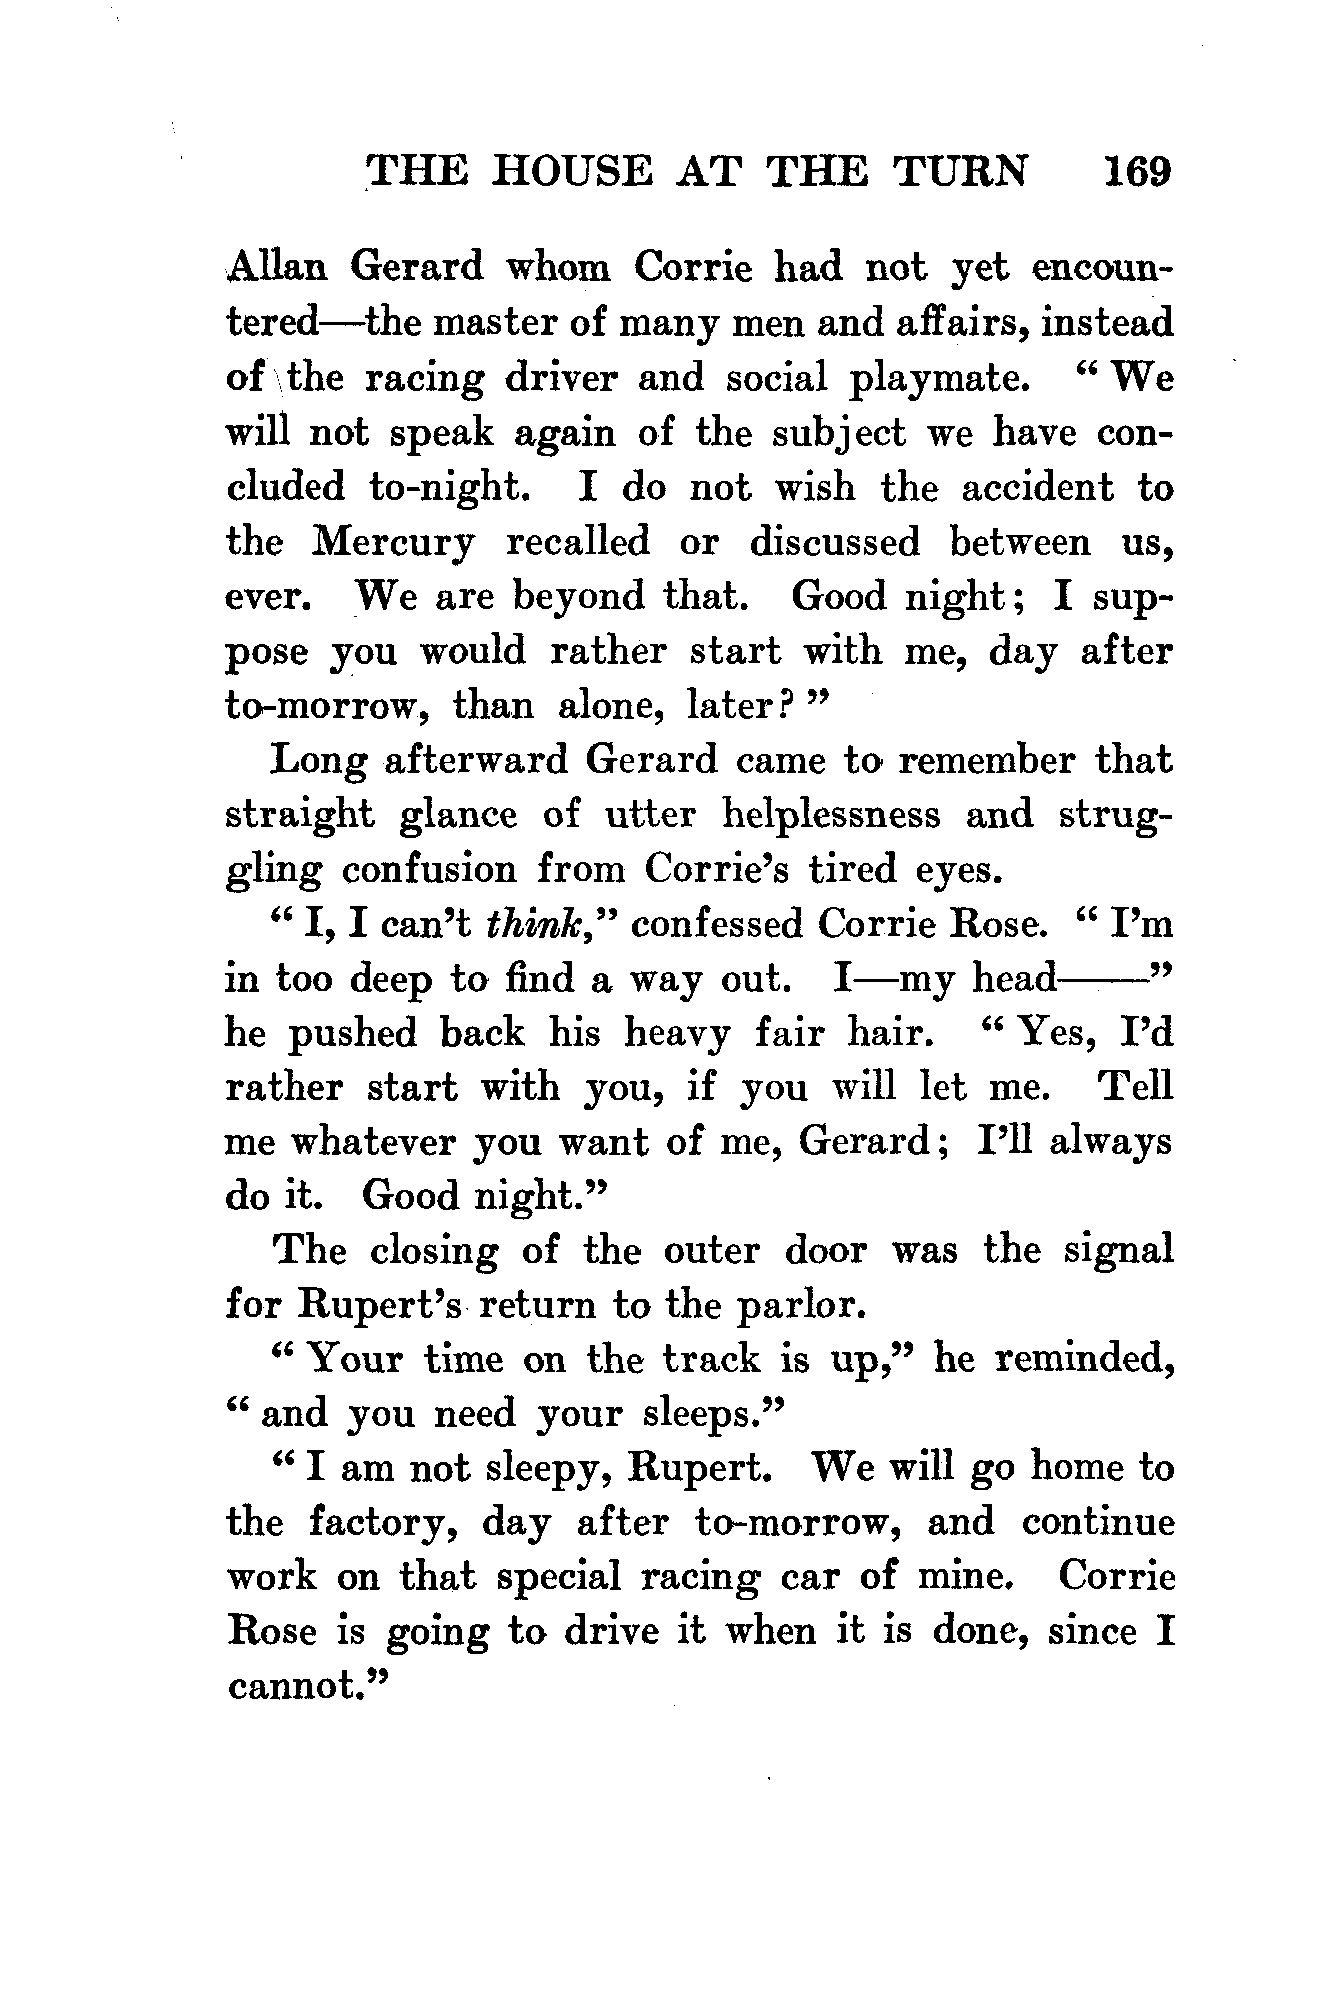 THE HOUSE AT THE TURN 169
Allan Gerard whom Corrie had not yet encoun-
tered—the master of many men and affairs, instead
of the racing driver and social playmate. “We
will not speak again of the subject we have con-
cluded to-night. I do not wish the accident to
the Mercury recalled or discussed between us,
ever. We are beyond that. Good night; I sup-
pose you would rather start with me, day after
to-morrow, than alone, later?”
Long afterward Gerard came to remember that
straight glance of utter helplessness and strug-
gling confusion from Corrie’s tired eyes.
“I, I can’t think,” confessed Corrie Rose. “I’m
in too deep to find a way out. I—my head——”
he pushed back his heavy fair hair. “Yes, I’d
rather start with you, if you will let me. Tell
me whatever you want of me, Gerard; I’ll always
do it. Good night.”
The closing of the outer door was the signal
for Rupert’s return to the parlor.
“Your time on the track is up,” he reminded,
“and you need your sleeps.”
“I am not sleepy, Rupert. We will go home to
the factory, day after to-morrow, and continue
work on that special racing car of mine. Corrie
Rose is going to drive it when it is done, since I
cannot.”